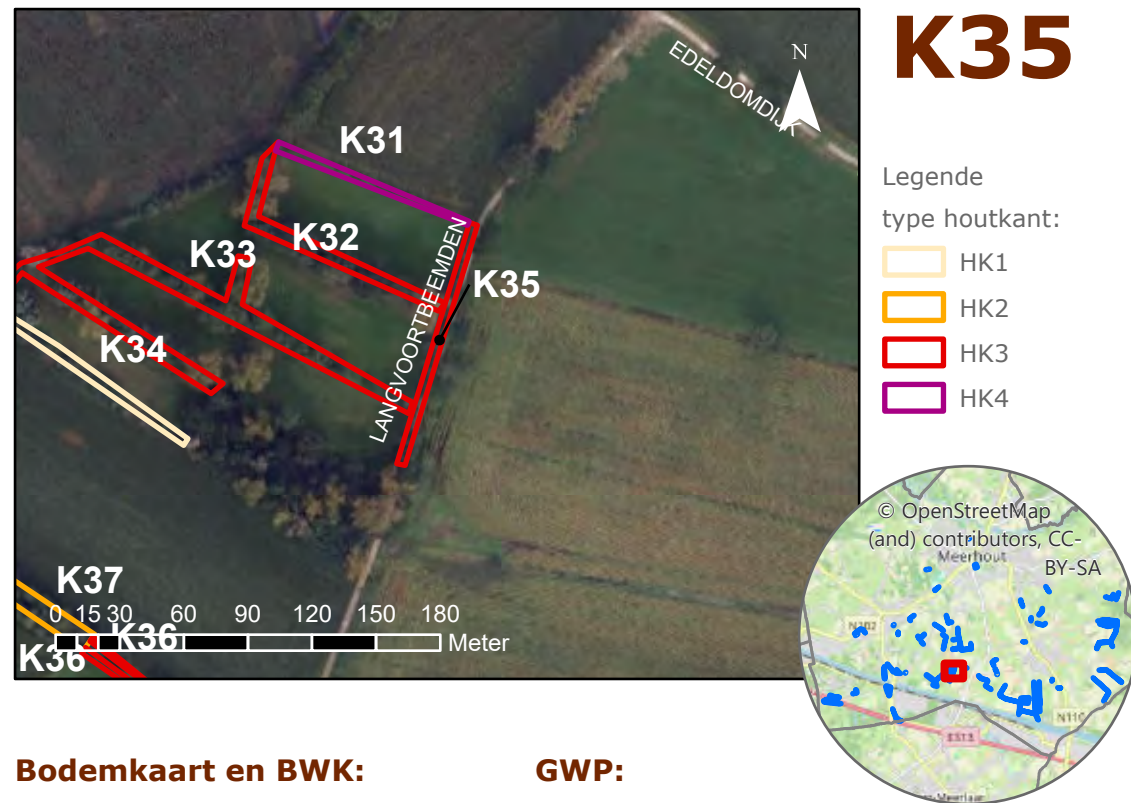 K35
N
EDELDOMDIJK
K31
K32
K33
LANGVOORTBEEMDEN
K35
K34
K37
0 15 30 60 90 120 150 180
Meter
K36
K36
Legende
type houtkant:
HK1
HK2
HK3
HK4
© OpenStreetMap
(and) contributors, CC-
BY-SA
Meerhout
E313
Bodemkaart en BWK:
GWP: